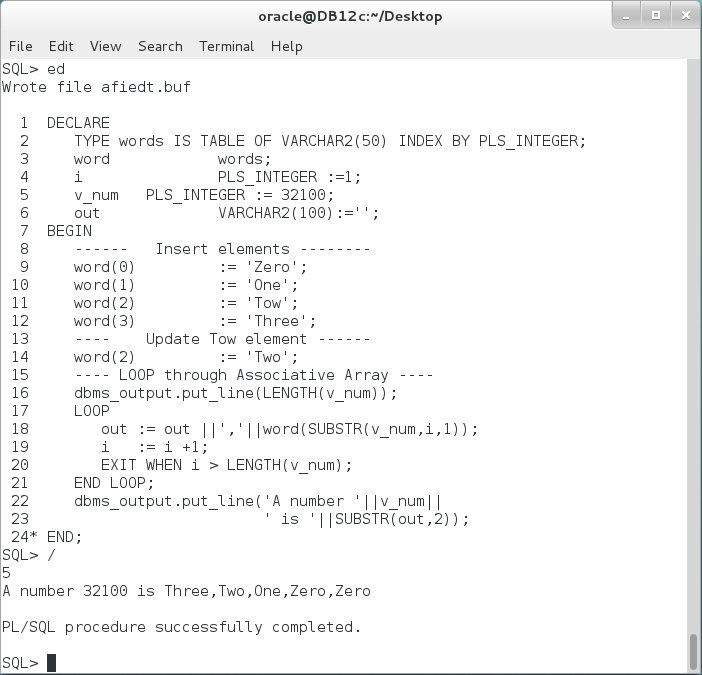 oracle@DB12c:~/Desktop
File Edit View Search Terminal Help
SQL> ed
Wrote file afiedt.buf
  1  DECLARE
  2     TYPE words IS TABLE OF VARCHAR2(50) INDEX BY PLS_INTEGER;
  3     word            words;
  4     i               PLS_INTEGER :=1;
  5     v_num   PLS_INTEGER := 32100;
  6     out             VARCHAR2(100):='';
  7  BEGIN
  8     ------   Insert elements --------
  9     word(0)         := 'Zero';
 10     word(1)         := 'One';
 11     word(2)         := 'Tow';
 12     word(3)         := 'Three';
 13     ----    Update Tow element ------
 14     word(2)         := 'Two';
 15     ---- LOOP through Associative Array ----
 16     dbms_output.put_line(LENGTH(v_num));
 17     LOOP
 18        out := out ||','||word(SUBSTR(v_num,i,1));
 19        i   := i +1;
 20        EXIT WHEN i > LENGTH(v_num);
 21     END LOOP;
 22     dbms_output.put_line('A number '||v_num||
 23                          ' is '||SUBSTR(out,2));
 24* END;
SQL> /
5
A number 32100 is Three,Two,One,Zero,Zero
PL/SQL procedure successfully completed.
SQL>